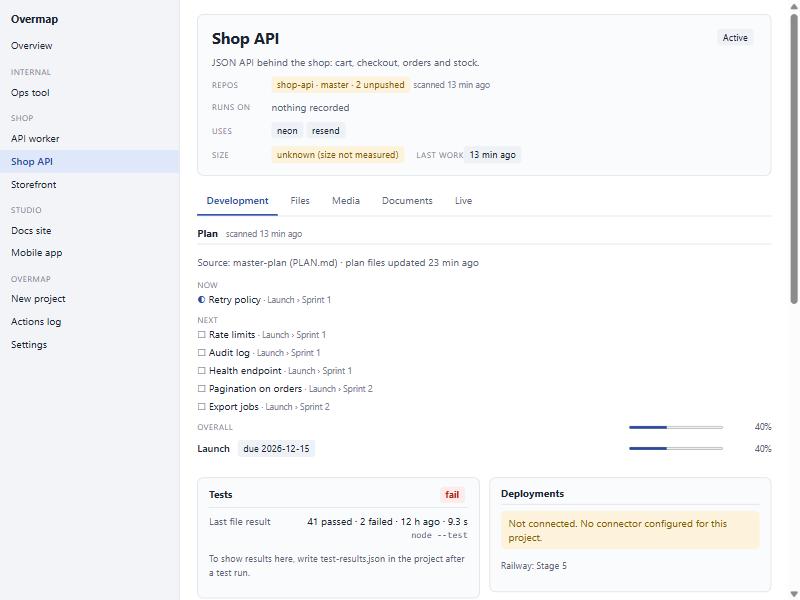 Overmap
Overview
INTERNAL
Ops tool
SHOP
API worker
Shop API
Storefront
STUDIO
Docs site
Mobile app
OVERMAP
New project
Actions log
Settings
Shop API
Active
JSON API behind the shop: cart, checkout, orders and stock.
REPOS shop-api · master · 2 unpushed scanned 13 min ago
RUNS ON nothing recorded
USES neon resend
SIZE unknown (size not measured) LAST WORK 13 min ago
Development Files Media Documents Live
Plan scanned 13 min ago
Source: master-plan (PLAN.md) · plan files updated 23 min ago
NOW
◐ Retry policy · Launch › Sprint 1
NEXT
☐ Rate limits · Launch › Sprint 1
☐ Audit log · Launch › Sprint 1
☐ Health endpoint · Launch › Sprint 1
☐ Pagination on orders · Launch › Sprint 2
☐ Export jobs · Launch › Sprint 2
OVERALL 40%
Launch due 2026-12-15 40%
Tests fail
Last file result 41 passed · 2 failed · 12 h ago · 9.3 s
node --test
To show results here, write test-results.json in the project after
a test run.
Deployments
Not connected. No connector configured for this
project.
Railway: Stage 5